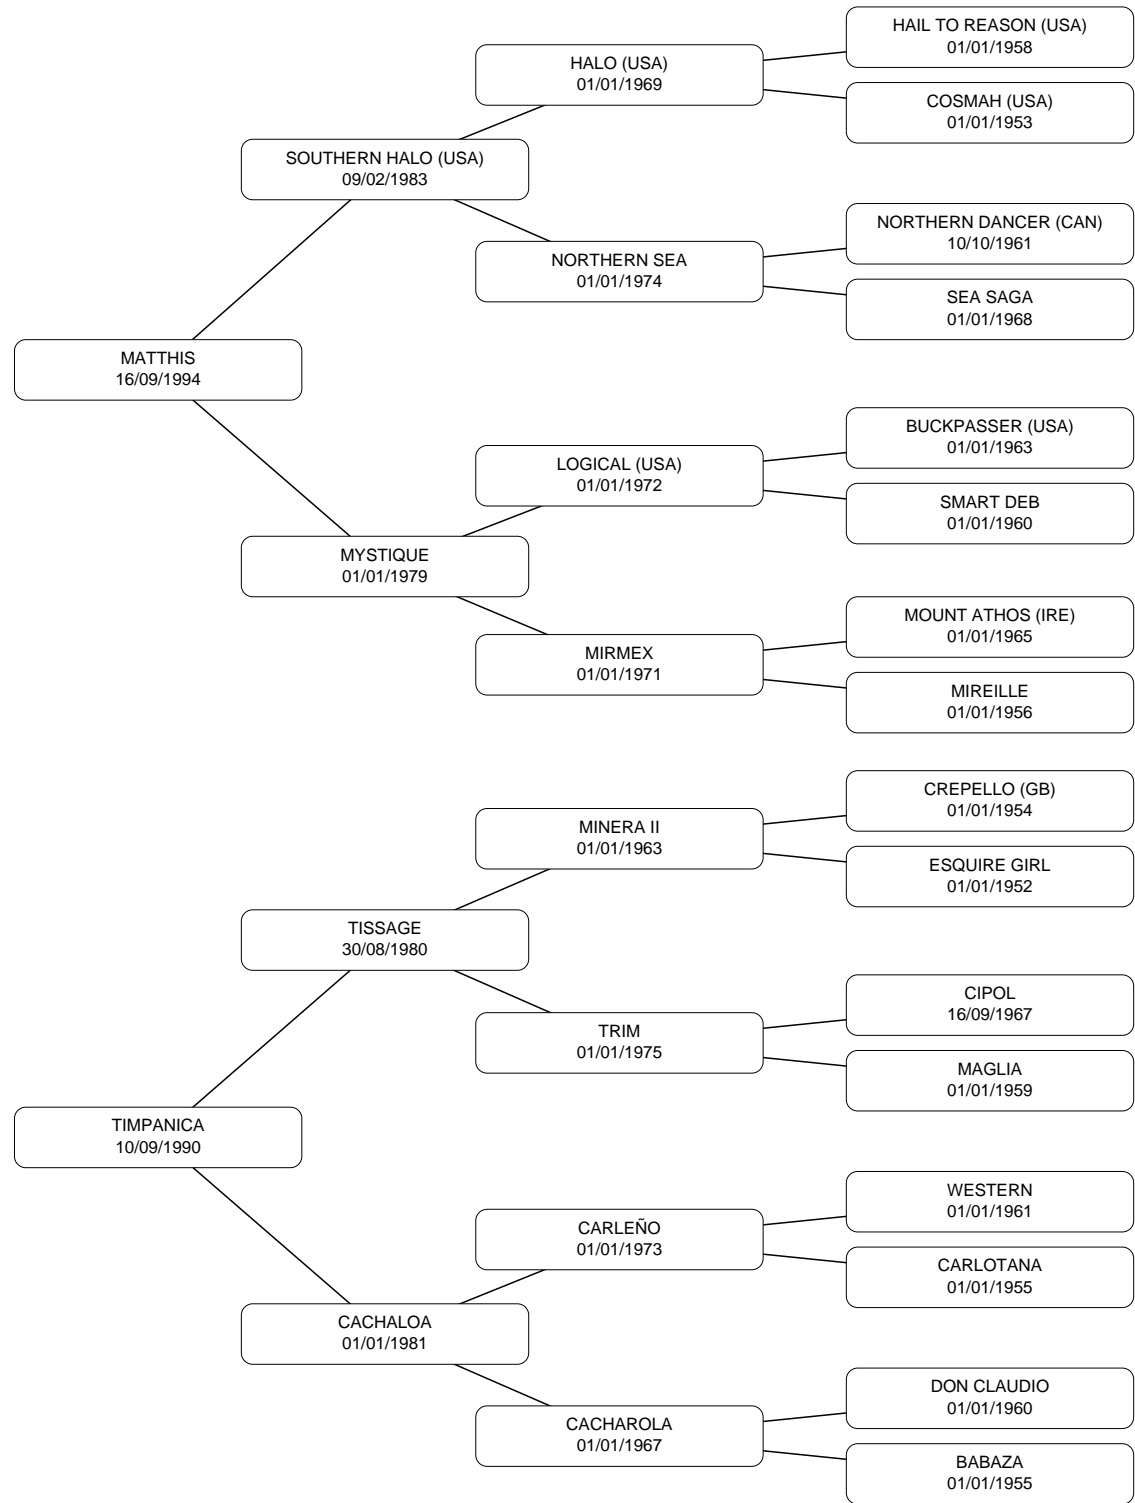 HAIL TO REASON (USA)
01/01/1958
HALO (USA)
01/01/1969
COSMAH (USA)
01/01/1953
SOUTHERN HALO (USA)
09/02/1983
NORTHERN DANCER (CAN)
10/10/1961
NORTHERN SEA
01/01/1974
SEA SAGA
01/01/1968
MATTHIS
16/09/1994
BUCKPASSER (USA)
01/01/1963
LOGICAL (USA)
01/01/1972
SMART DEB
01/01/1960
MYSTIQUE
01/01/1979
MOUNT ATHOS (IRE)
01/01/1965
MIRMEX
01/01/1971
MIREILLE
01/01/1956
CREPELLO (GB)
01/01/1954
MINERA II
01/01/1963
ESQUIRE GIRL
01/01/1952
TISSAGE
30/08/1980
CIPOL
16/09/1967
TRIM
01/01/1975
MAGLIA
01/01/1959
TIMPANICA
10/09/1990
WESTERN
01/01/1961
CARLEÑO
01/01/1973
CARLOTANA
01/01/1955
CACHALOA
01/01/1981
DON CLAUDIO
01/01/1960
CACHAROLA
01/01/1967
BABAZA
01/01/1955